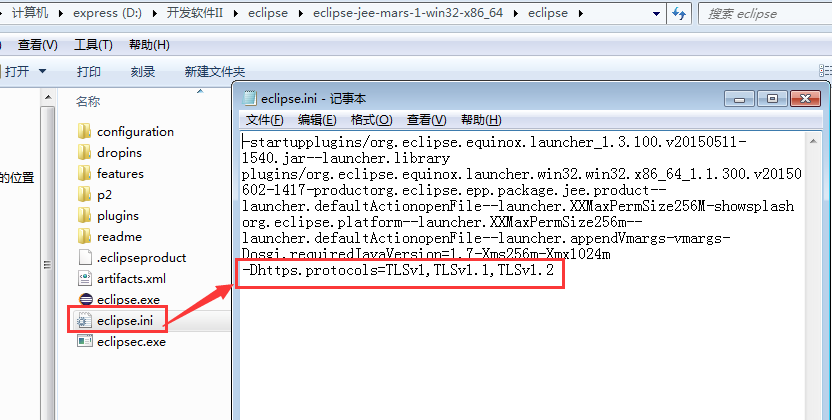 计算机 express (D:) 开发软件II eclipse eclipse-jee-mars-1-win32-x86_64 eclipse 搜索 eclipse
查看(V) 工具(T) 帮助(H)
打开 打印 刻录 新建文件夹
名称
configuration
dropins
features
的位置
p2
plugins
readme
.eclipseproduct
artifacts.xml
eclipse.exe
eclipse.ini
eclipsec.exe
eclipse.ini - 记事本
文件(F) 编辑(E) 格式(O) 查看(V) 帮助(H)
-startupplugins/org.eclipse.equinox.launcher_1.3.100.v20150511-
1540.jar--launcher.library
plugins/org.eclipse.equinox.launcher.win32.win32.x86_64_1.1.300.v20150
602-1417-productorg.eclipse.epp.package.jee.product--
launcher.defaultActionopenFile--launcher.XXMaxPermSize256M-showsplash
org.eclipse.platform--launcher.XXMaxPermSize256m--
launcher.defaultActionopenFile--launcher.appendVmargs-vmargs-
Dosgi.requiredJavaVersion=1.7-Xms256m-Xmx1024m
-Dhttps.protocols=TLSv1,TLSv1.1,TLSv1.2